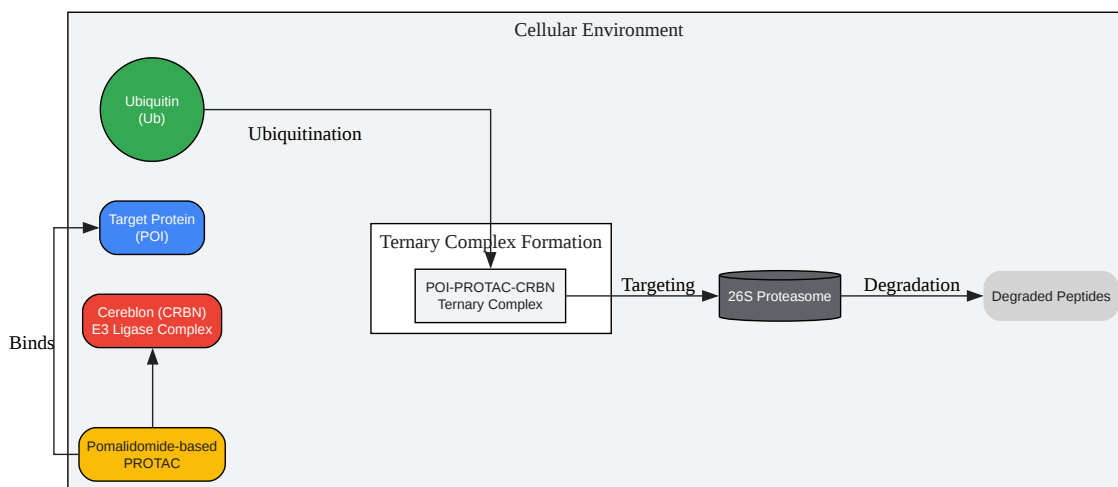 Cellular Environment
Ubiquitin
(Ub)
Ubiquitination
Target Protein
(POI)
Ternary Complex Formation
POI-PROTAC-CRBN
Ternary Complex
Targeting
26S Proteasome
Degradation
Degraded Peptides
Cereblon (CRBN)
E3 Ligase Complex
Binds
Pomalidomide-based
PROTAC